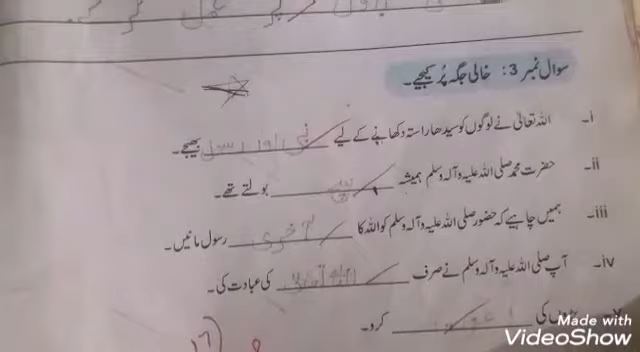 سوال نمبر 3: خالی جگہ پُر کیجیے۔
i۔ اللہ تعالیٰ نے لوگوں کو سیدھا راستہ دکھانے کے لیے نبی اور رسول بھیجے۔
ii۔ حضرت محمد صلی اللہ علیہ وآلہ وسلم ہمیشہ سچ بولتے تھے۔
iii۔ ہمیں چاہیے کہ حضور صلی اللہ علیہ وآلہ وسلم کو اللہ کا آخری رسول مانیں۔
iv۔ آپ صلی اللہ علیہ وآلہ وسلم نے صرف اللہ تعالیٰ کی عبادت کی۔
کی کرو۔
Made with
VideoShow